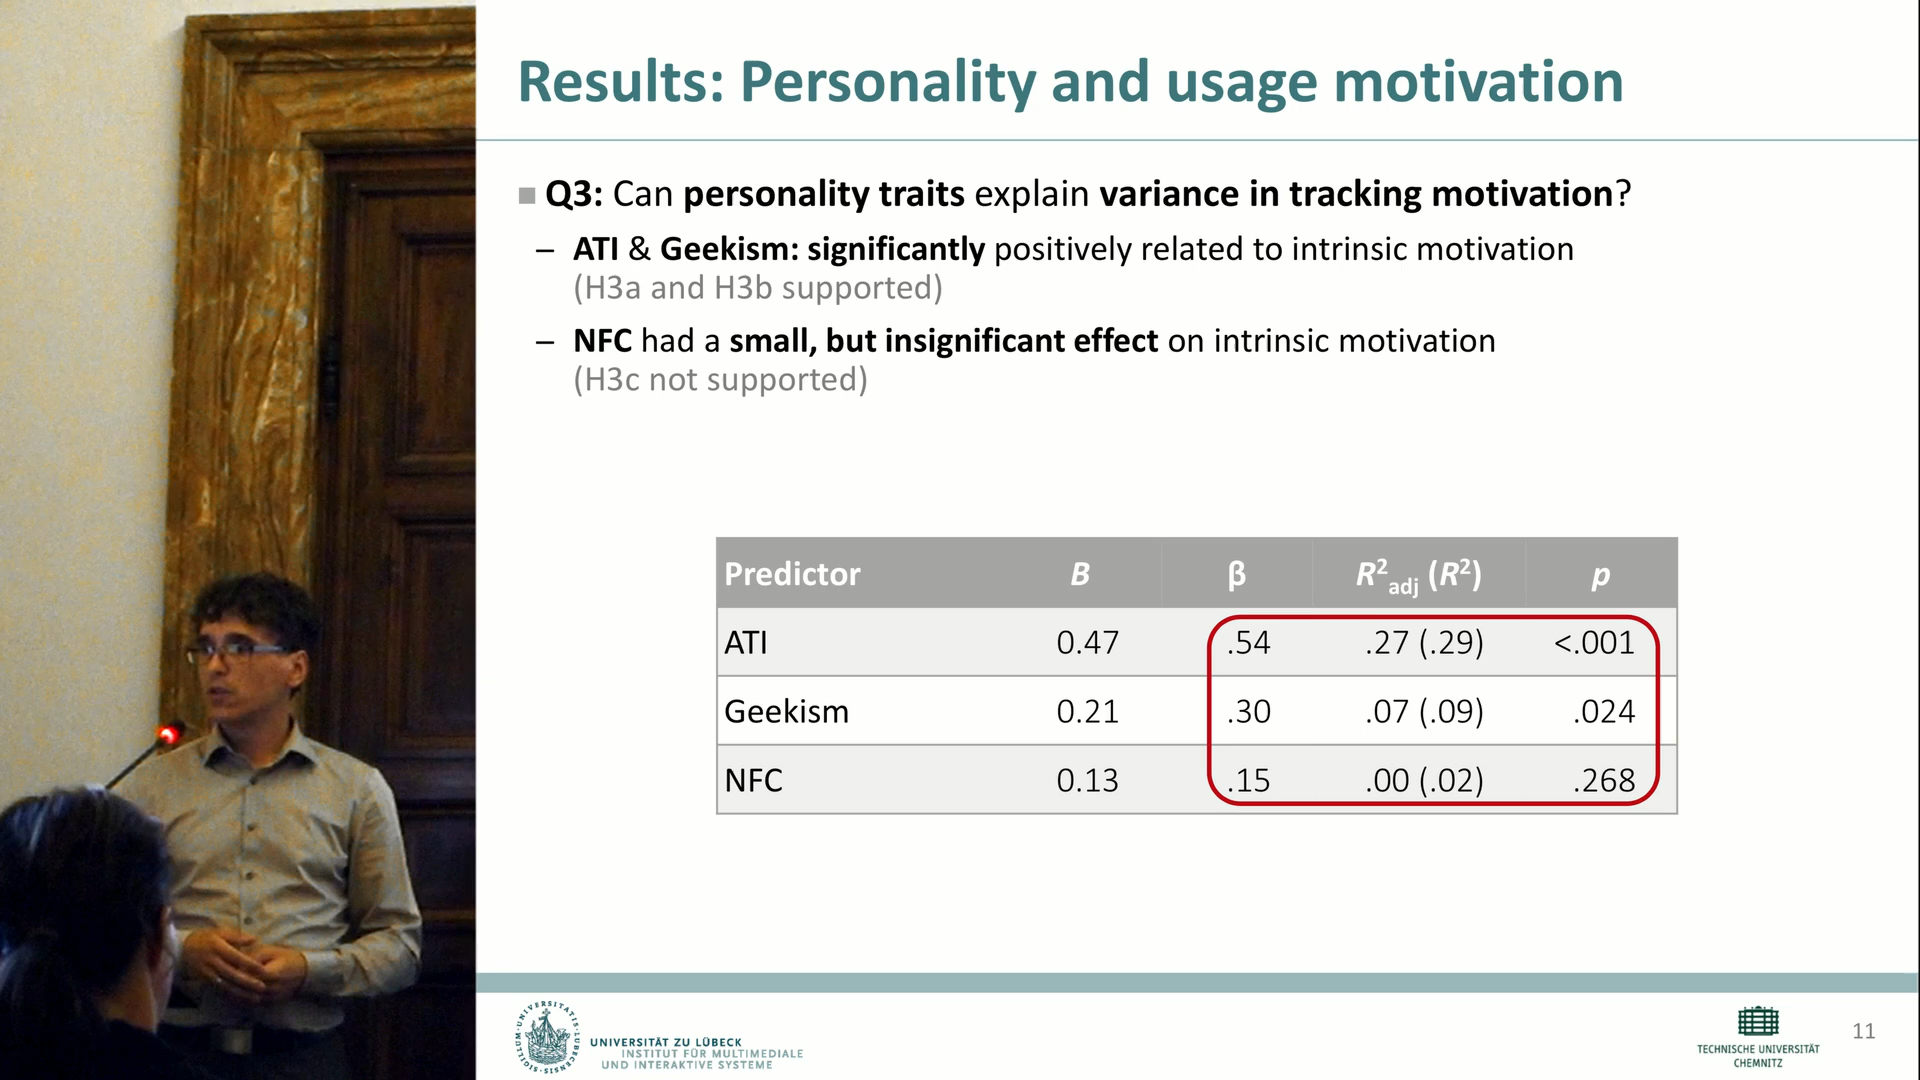 Results: Personality and usage motivation
Q3: Can personality traits explain variance in tracking motivation?
– ATI & Geekism: significantly positively related to intrinsic motivation
(H3a and H3b supported)
– NFC had a small, but insignificant effect on intrinsic motivation
(H3c not supported)
Predictor B β R²adj (R²) p
ATI 0.47 .54 .27 (.29) <.001
Geekism 0.21 .30 .07 (.09) .024
NFC 0.13 .15 .00 (.02) .268
UNIVERSITÄT ZU LÜBECK
INSTITUT FÜR MULTIMEDIALE
UND INTERAKTIVE SYSTEME
TECHNISCHE UNIVERSITÄT
CHEMNITZ
11